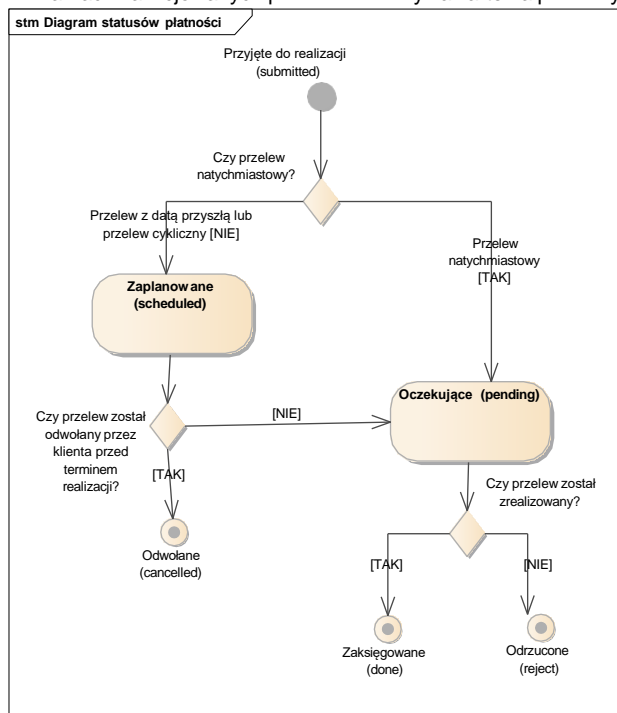 stm Diagram statusów płatności
Przyjęte do realizacji
(submitted)
Czy przelew
natychmiastowy?
Przelew z datą przyszłą lub
przelew cykliczny [NIE]
Przelew
natychmiastowy
[TAK]
Zaplanowane
(scheduled)
Oczekujące (pending)
Czy przelew został
odwołany przez
klienta przed
terminem
realizacji?
[NIE]
[TAK]
Odwołane
(cancelled)
Czy przelew został
zrealizowany?
[TAK]
[NIE]
Zaksięgowane
(done)
Odrzucone
(reject)